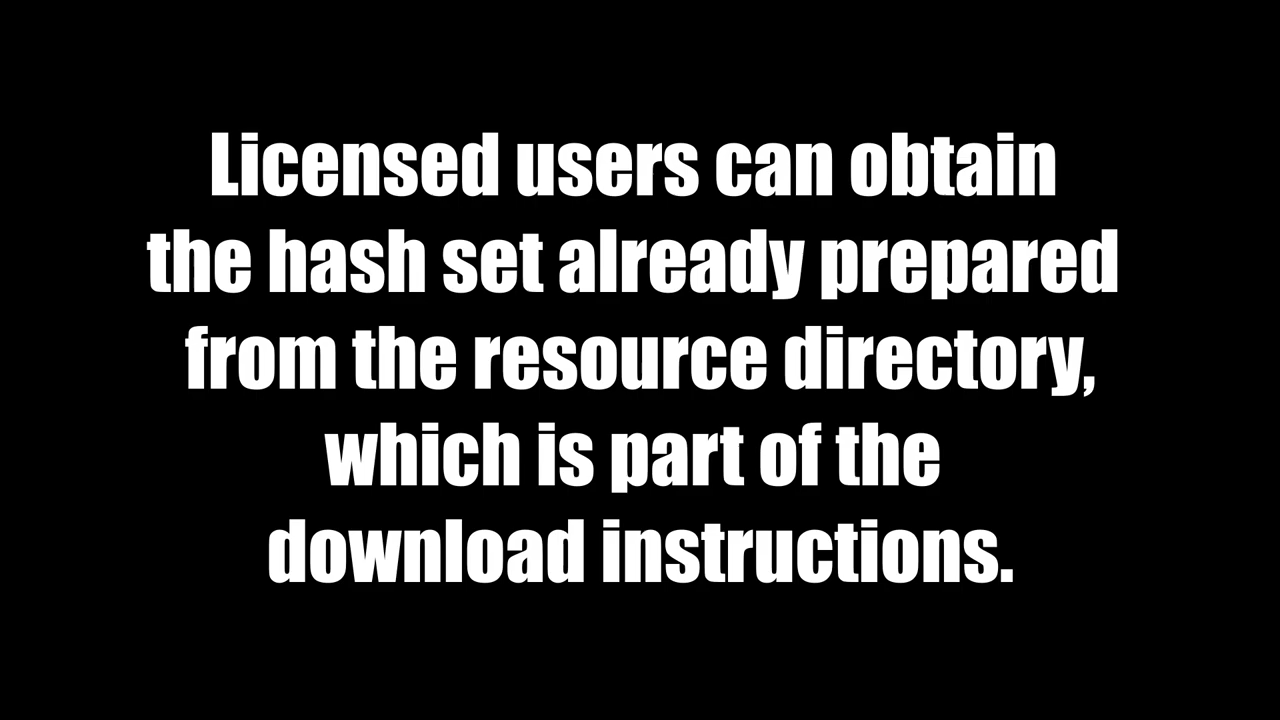 Licensed users can obtain
the hash set already prepared
from the resource directory,
which is part of the
download instructions.